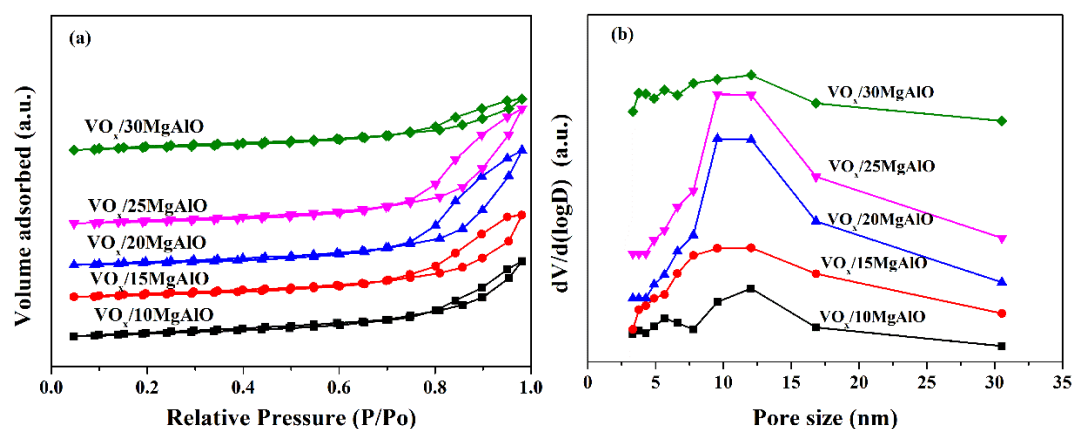 (a)
Volume adsorbed (a.u.)
VOx/30MgAlO
VOx/25MgAlO
VOx/20MgAlO
VOx/15MgAlO
VOx/10MgAlO
0.0 0.2 0.4 0.6 0.8 1.0
Relative Pressure (P/Po)
(b)
dV/d(logD) (a.u.)
VOx/30MgAlO
VOx/25MgAlO
VOx/20MgAlO
VOx/15MgAlO
VOx/10MgAlO
0 5 10 15 20 25 30 35
Pore size (nm)